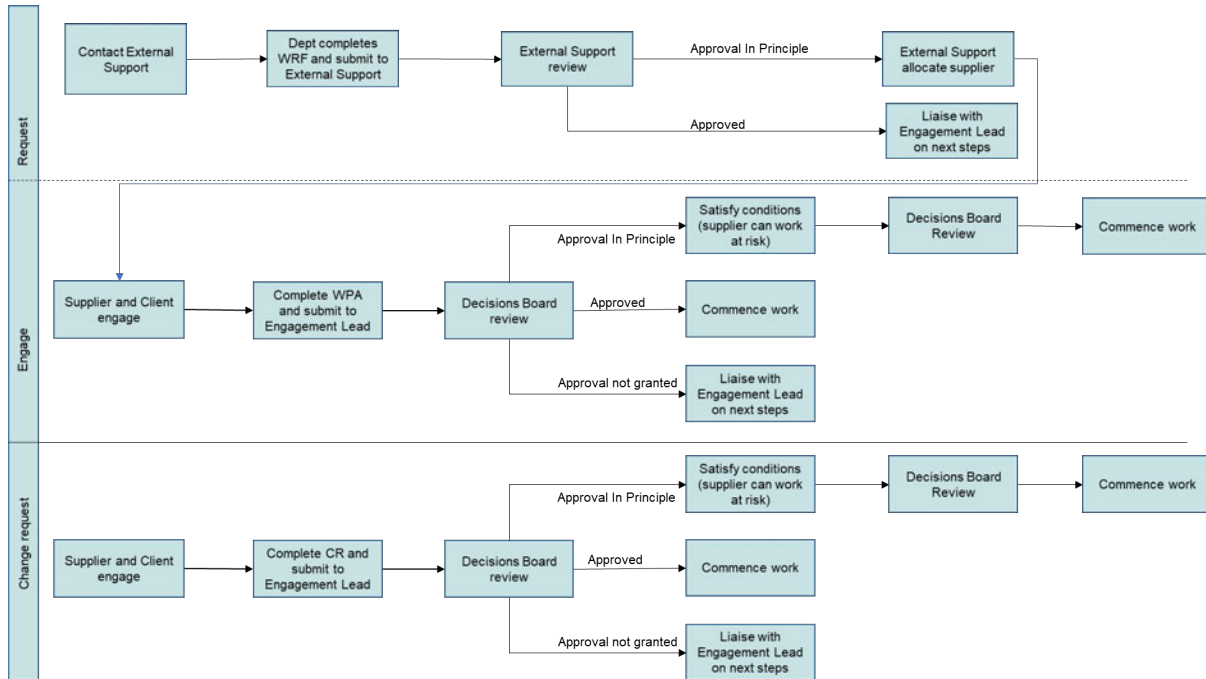 Request
Contact External
Support
Dept completes
WRF and submit to
External Support
External Support
review
Approval In Principle
External Support
allocate supplier
Approved
Liaise with
Engagement Lead
on next steps
Engage
Supplier and Client
engage
Complete WPA
and submit to
Engagement Lead
Decisions Board
review
Approval In Principle
Satisfy conditions
(supplier can work
at risk)
Decisions Board
Review
Commence work
Approved
Commence work
Approval not granted
Liaise with
Engagement Lead
on next steps
Change request
Supplier and Client
engage
Complete CR and
submit to
Engagement Lead
Decisions Board
review
Approval In Principle
Satisfy conditions
(supplier can work
at risk)
Decisions Board
Review
Commence work
Approved
Commence work
Approval not granted
Liaise with
Engagement Lead
on next steps